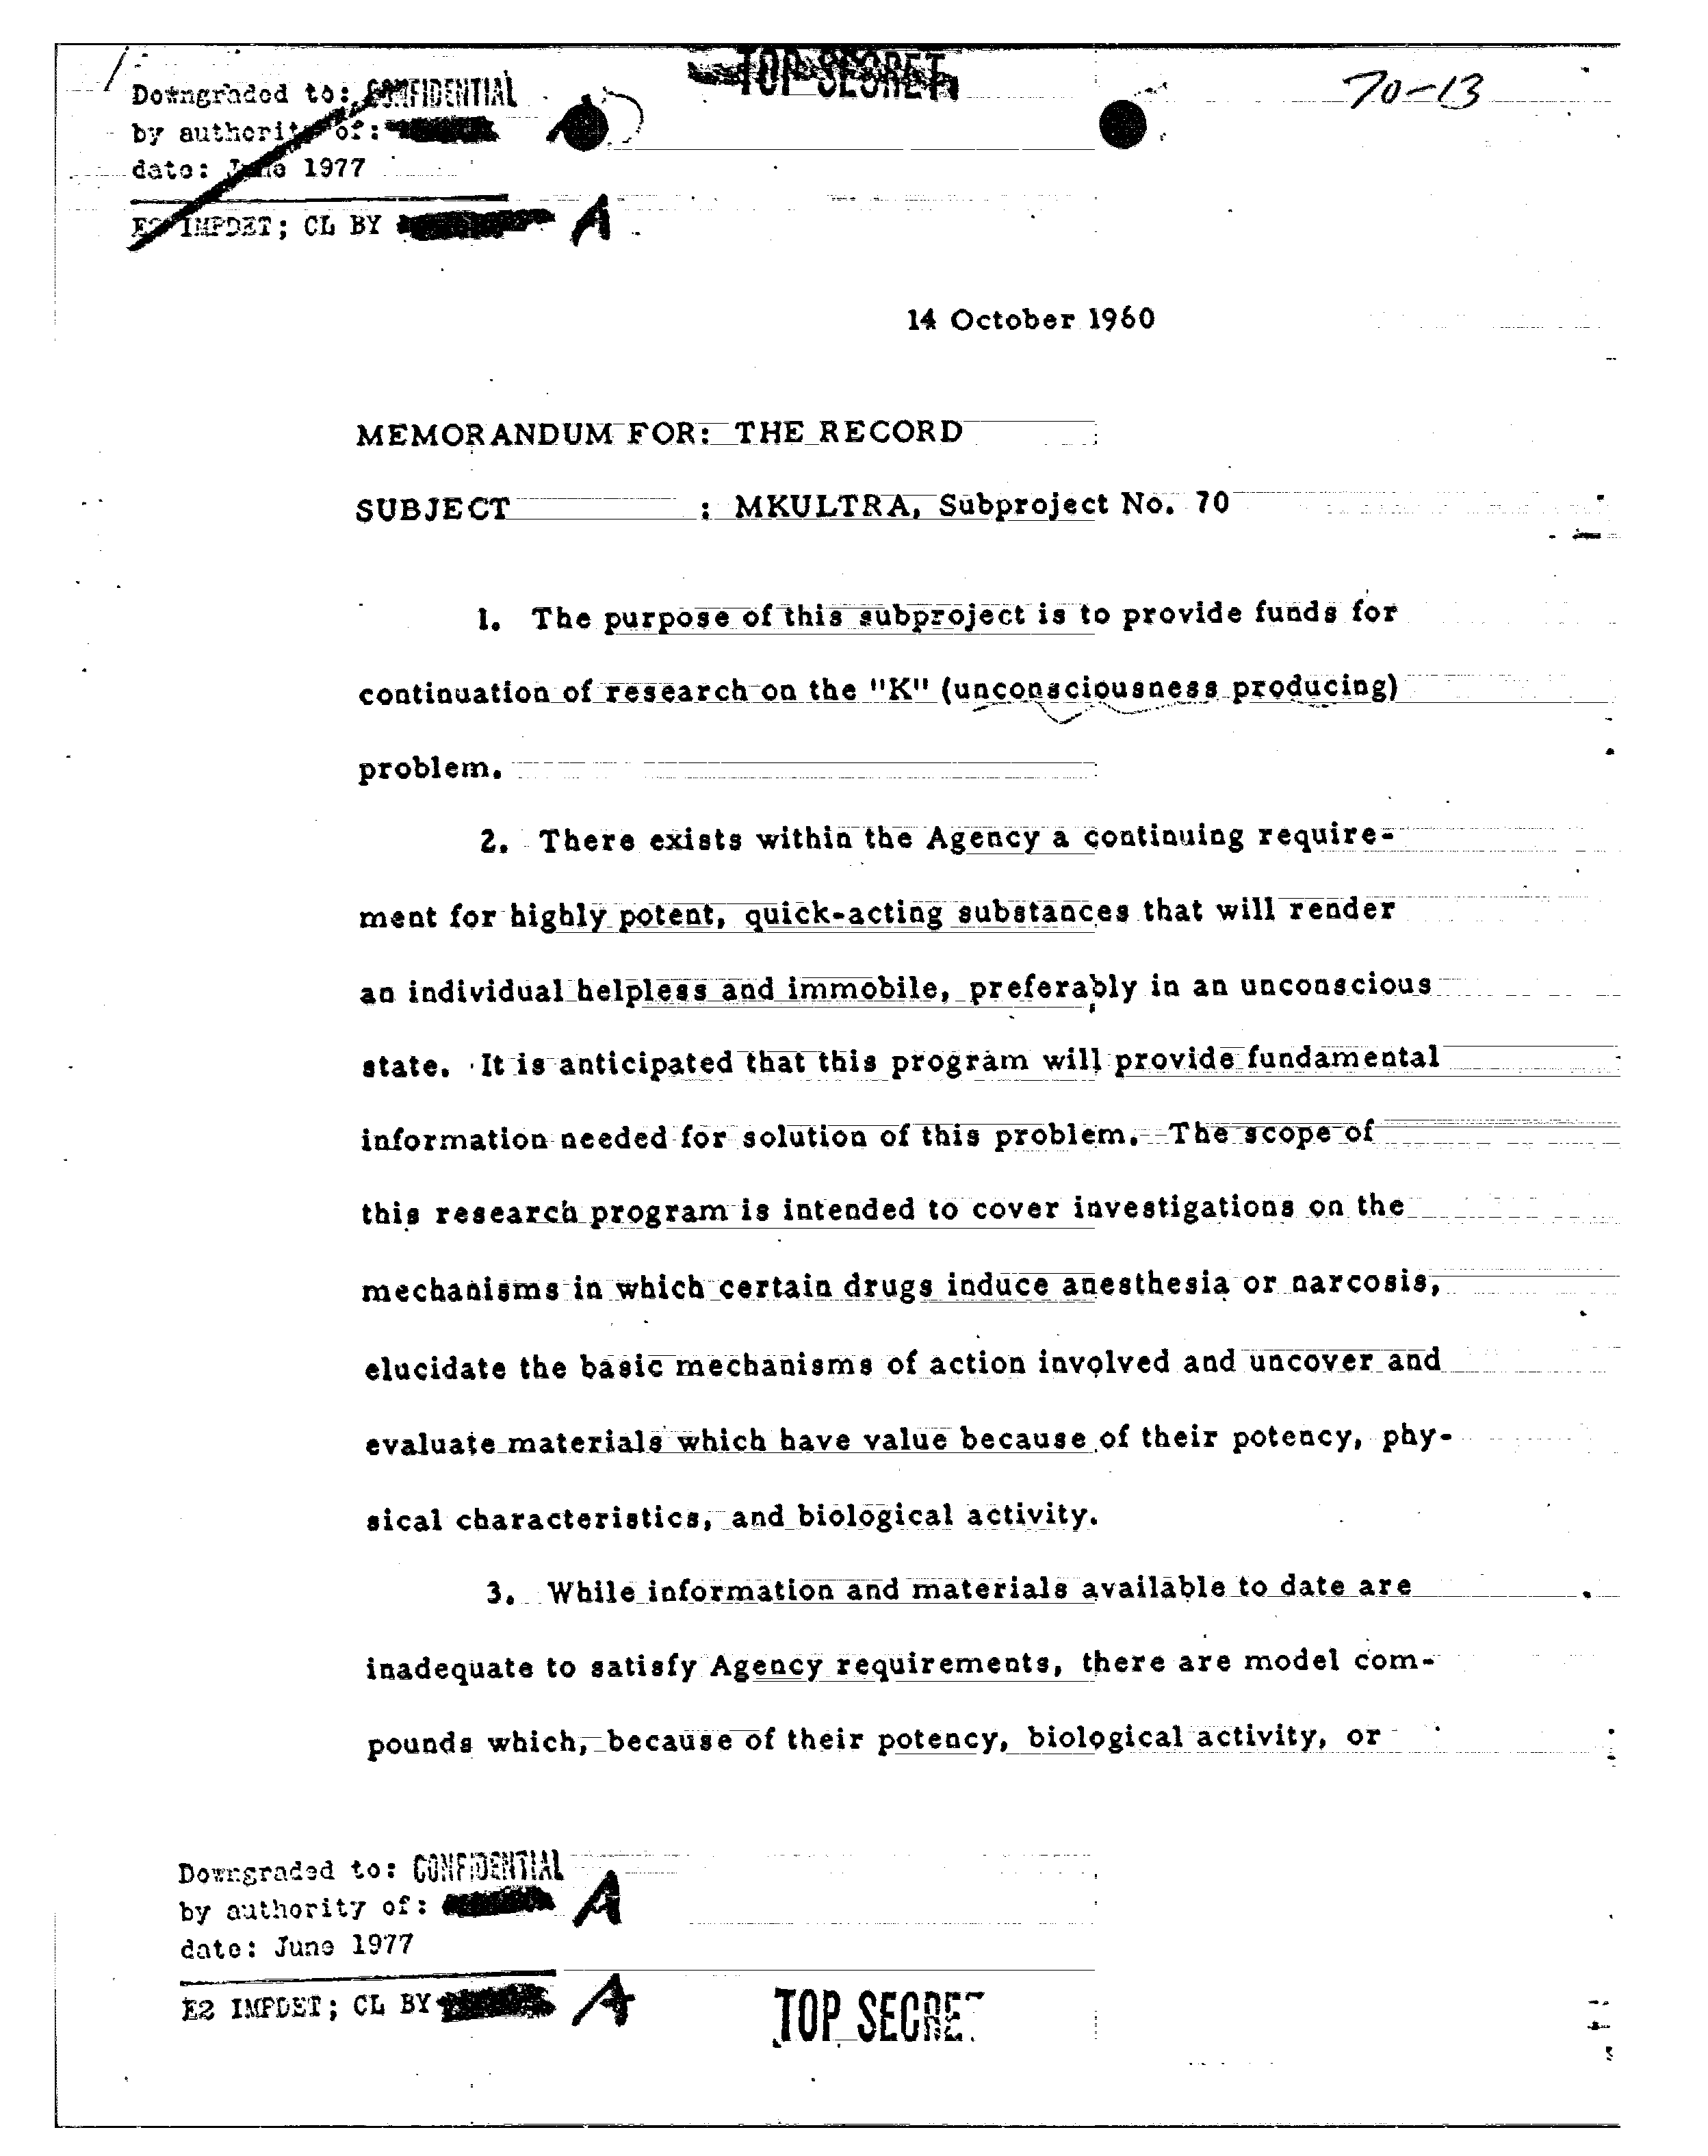 TOP SECRET
70-13
Downgraded to: CONFIDENTIAL
by authority of:
date: June 1977
E2 IMPDET; CL BY A
14 October 1960
MEMORANDUM FOR: THE RECORD
SUBJECT : MKULTRA, Subproject No. 70
1. The purpose of this subproject is to provide funds for
continuation of research on the "K" (unconsciousness producing)
problem.
2. There exists within the Agency a continuing require-
ment for highly potent, quick-acting substances that will render
an individual helpless and immobile, preferably in an unconscious
state. It is anticipated that this program will provide fundamental
information needed for solution of this problem. The scope of
this research program is intended to cover investigations on the
mechanisms in which certain drugs induce anesthesia or narcosis,
elucidate the basic mechanisms of action involved and uncover and
evaluate materials which have value because of their potency, phy-
sical characteristics, and biological activity.
3. While information and materials available to date are
inadequate to satisfy Agency requirements, there are model com-
pounds which, because of their potency, biological activity, or
Downgraded to: CONFIDENTIAL
by authority of: A
date: June 1977
E2 IMPDET; CL BY A
TOP SECRET